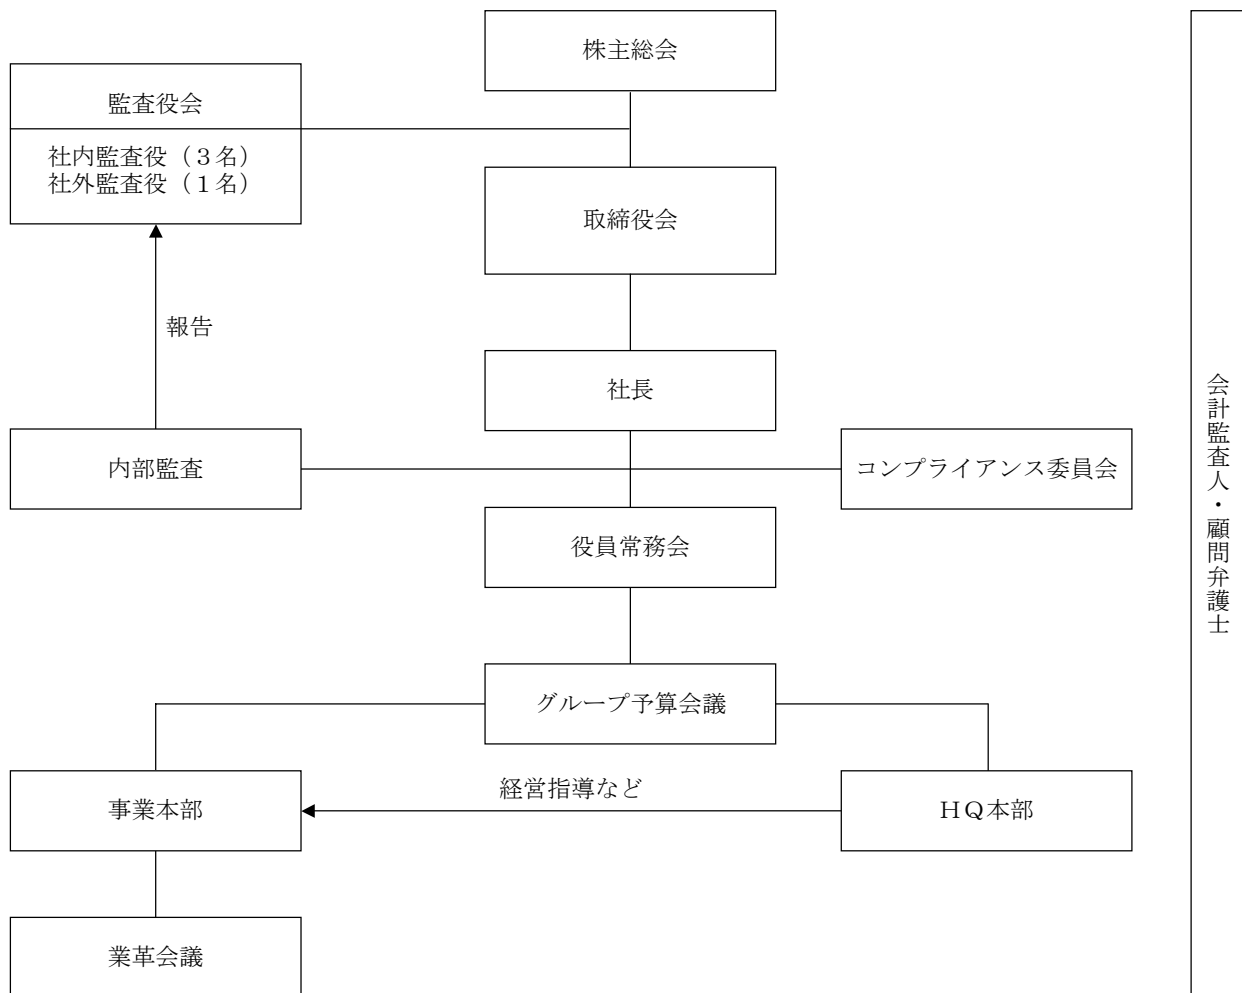 株主総会
監査役会
社内監査役（３名）
社外監査役（１名）
取締役会
報告
社長
内部監査
コンプライアンス委員会
役員常務会
グループ予算会議
事業本部
経営指導など
ＨＱ本部
業革会議
会計監査人・顧問弁護士